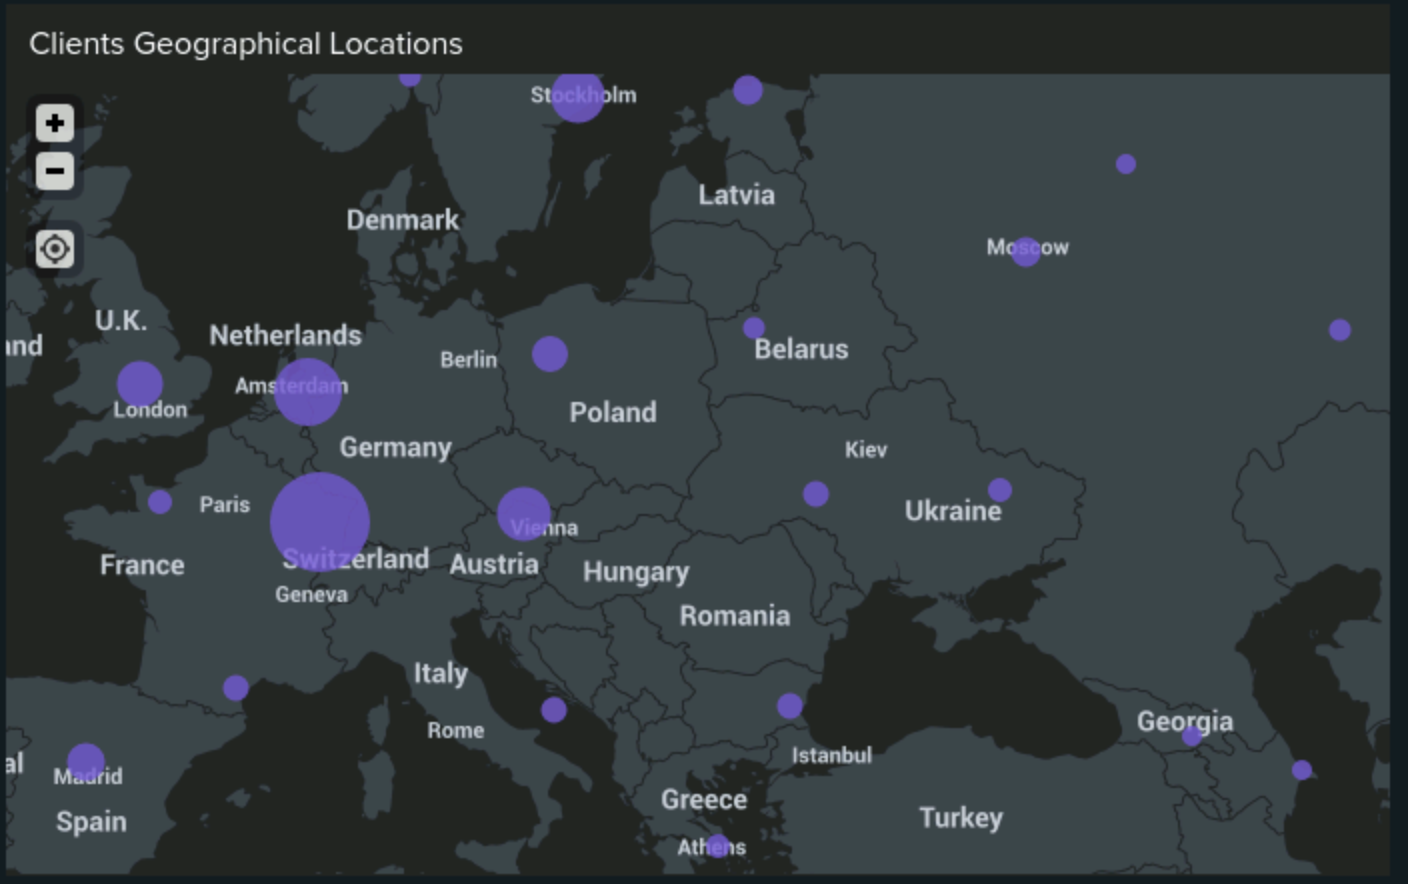 Clients Geographical Locations
Stockholm
Latvia
Denmark
Moscow
U.K.
Netherlands
and
Belarus
Berlin
Amsterdam
London
Poland
Germany
Kiev
Paris
Ukraine
Vienna
Switzerland
France
Austria
Hungary
Geneva
Romania
Italy
Georgia
Rome
Istanbul
al
Madrid
Greece
Spain
Turkey
Athens